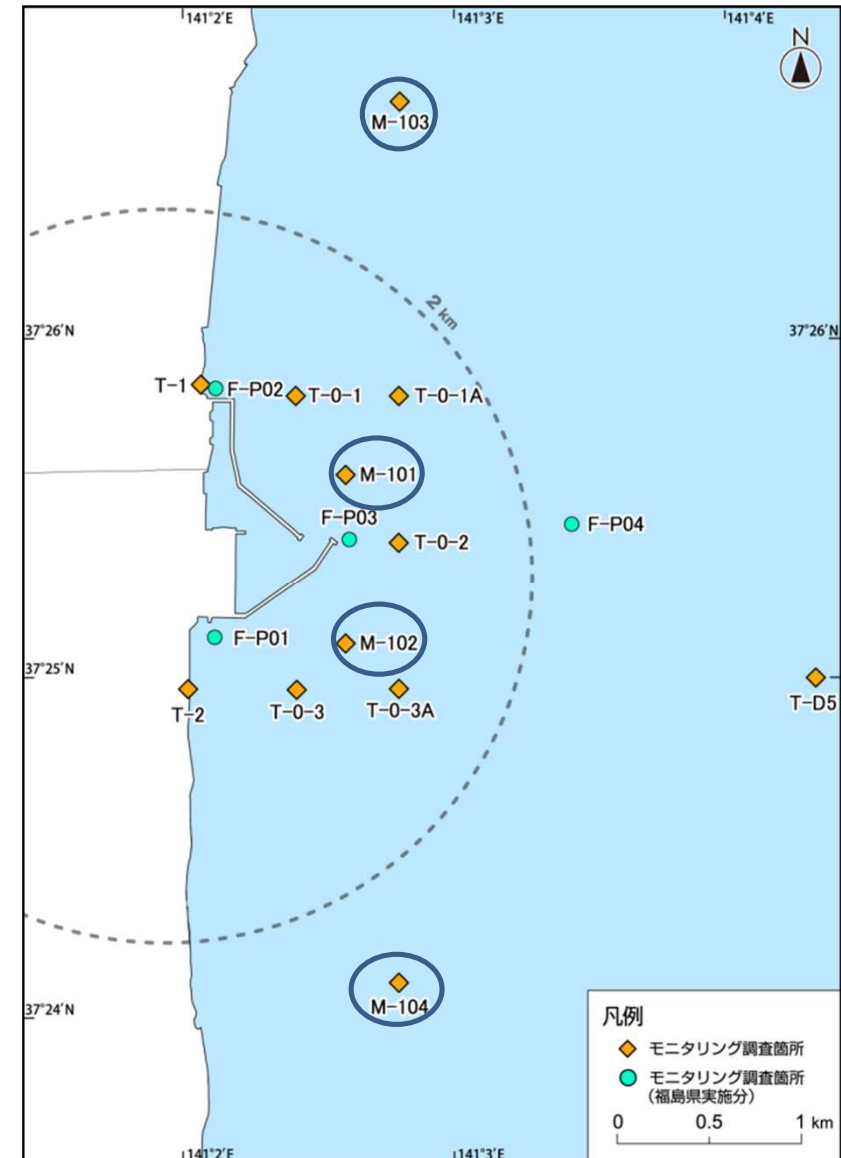 141°2′E
141°3′E
141°4′E
N
M-103
2 km
37°26′N
37°26′N
T-1
F-P02
T-0-1
T-0-1A
M-101
F-P03
T-0-2
F-P04
F-P01
M-102
37°25′N
T-2
T-0-3
T-0-3A
T-D5
37°24′N
M-104
凡例
モニタリング調査箇所
モニタリング調査箇所
(福島県実施分)
0 0.5 1 km
141°2′E
141°3′E